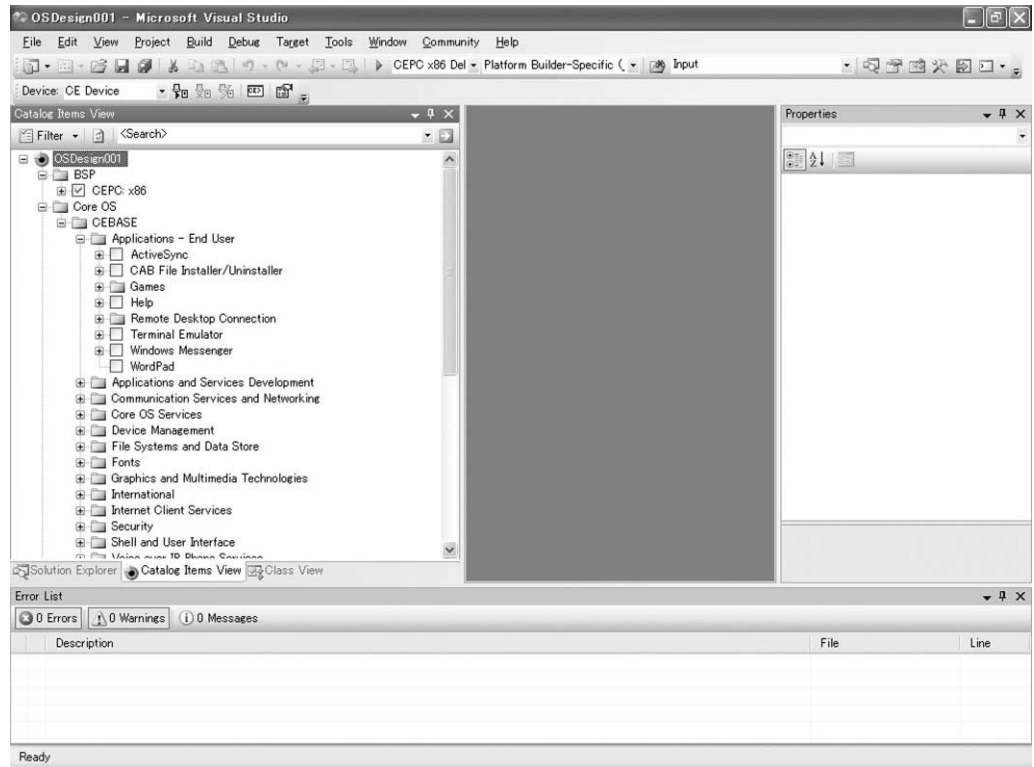 OSDesign001 - Microsoft Visual Studio
File Edit View Project Build Debug Target Tools Window Community Help
CEPC x86 Del Platform Builder-Specific ( Input
Device: CE Device
Catalog Items View
Properties
Filter <Search>
OSDesign001
BSP
CEPC: x86
Core OS
CEBASE
Applications - End User
ActiveSync
CAB File Installer/Uninstaller
Games
Help
Remote Desktop Connection
Terminal Emulator
Windows Messenger
WordPad
Applications and Services Development
Communication Services and Networking
Core OS Services
Device Management
File Systems and Data Store
Fonts
Graphics and Multimedia Technologies
International
Internet Client Services
Security
Shell and User Interface
Voice over IP Phone Services
Solution Explorer Catalog Items View Class View
Error List
0 Errors 0 Warnings 0 Messages
Description File Line
Ready